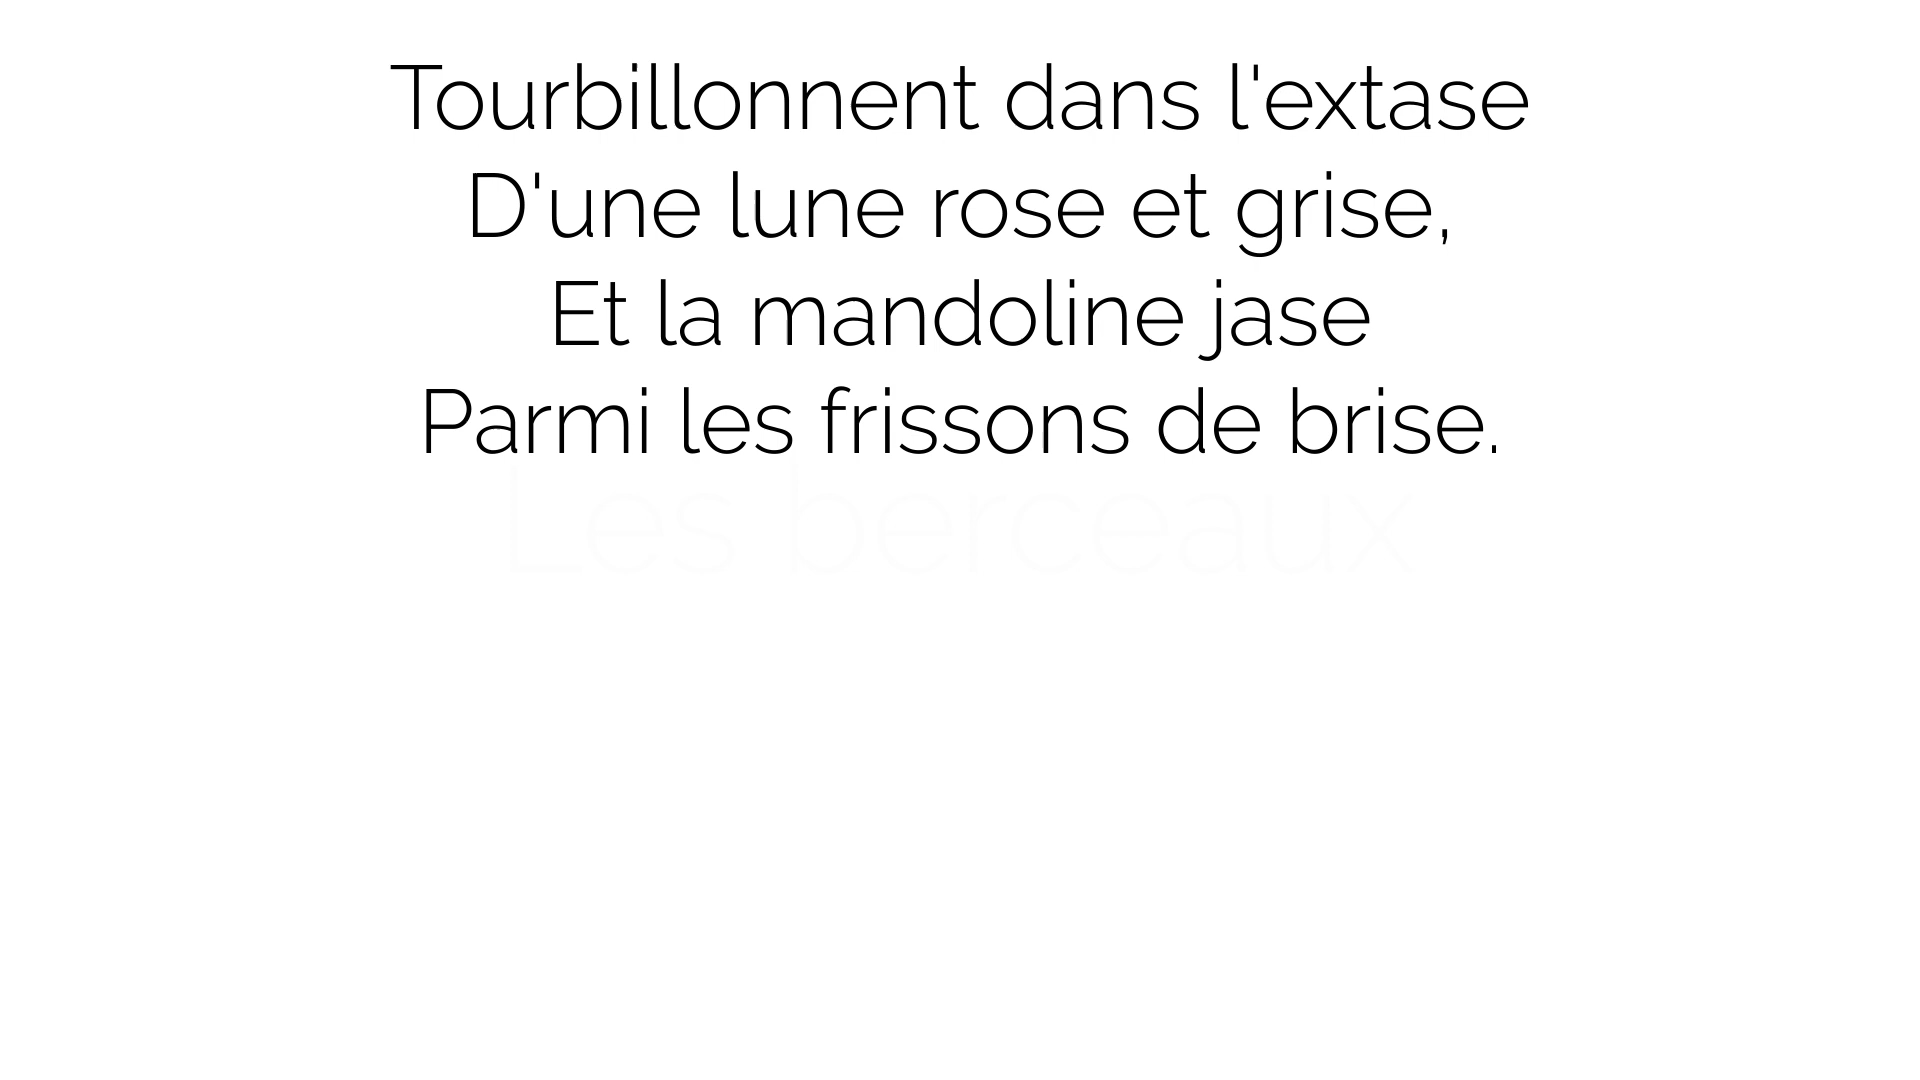 Tourbillonnent dans l'extase
D'une lune rose et grise,
Et la mandoline jase
Parmi les frissons de brise.
Les berceaux